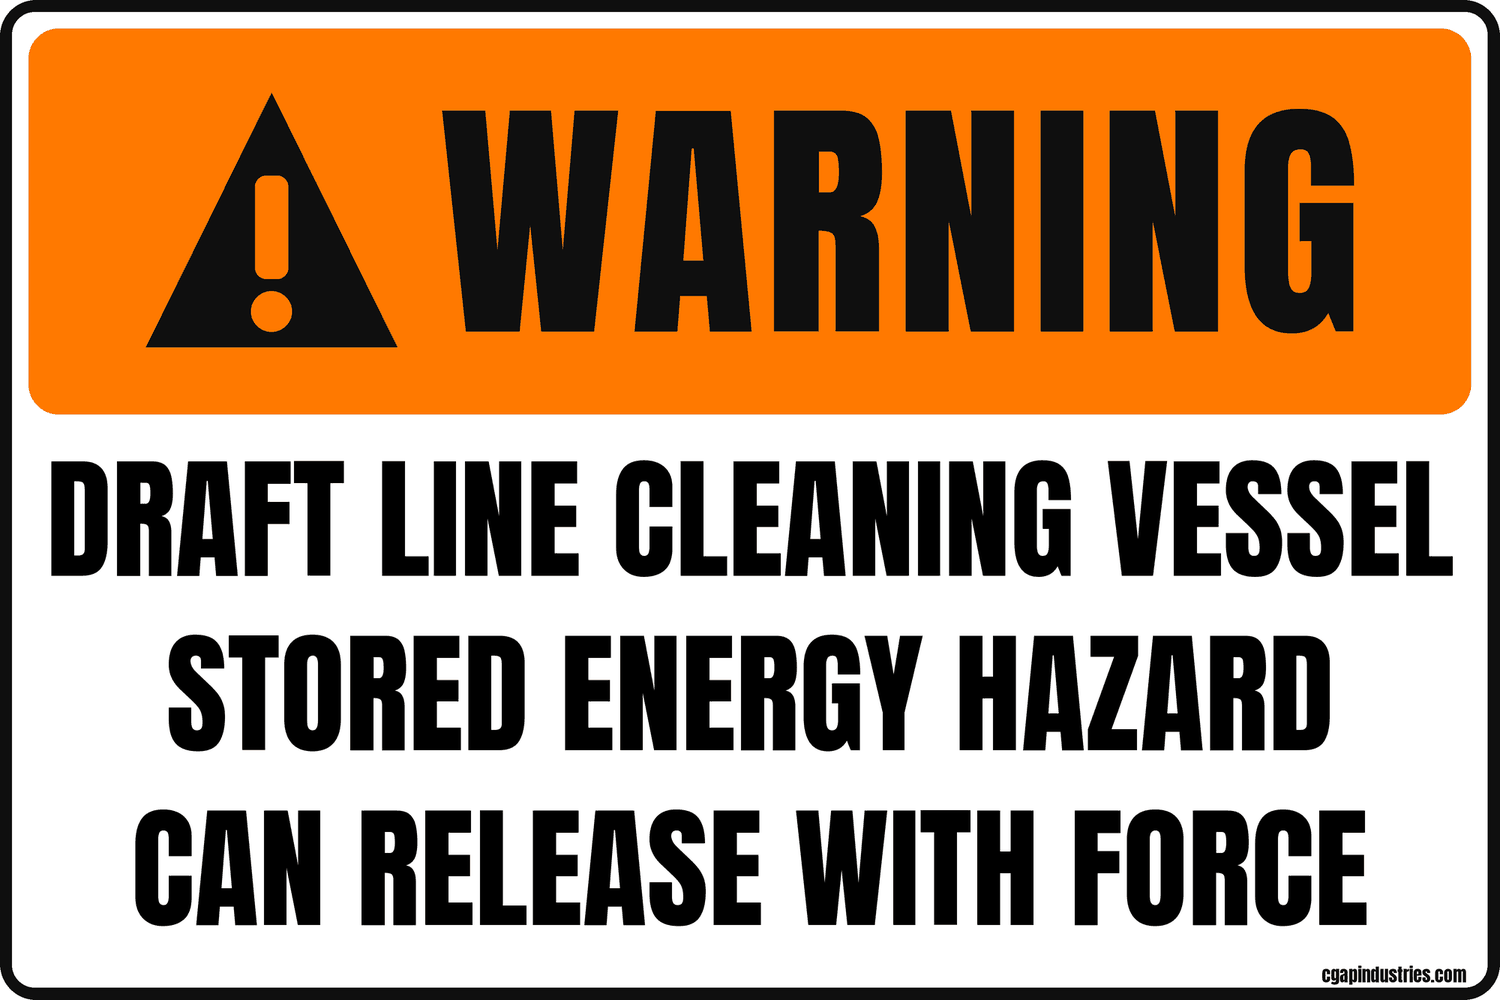 WARNING
DRAFT LINE CLEANING VESSEL
STORED ENERGY HAZARD
CAN RELEASE WITH FORCE
cgapindustries.com